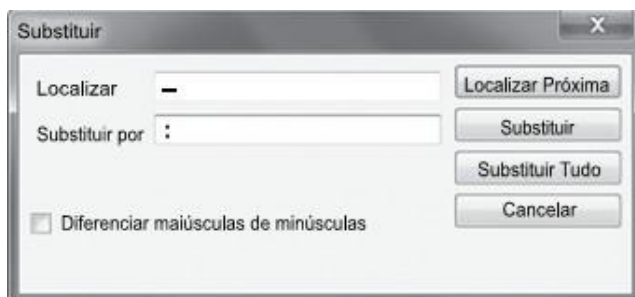 Substituir
X
Localizar
–
Localizar Próxima
Substituir por
:
Substituir
Substituir Tudo
Diferenciar maiúsculas de minúsculas
Cancelar